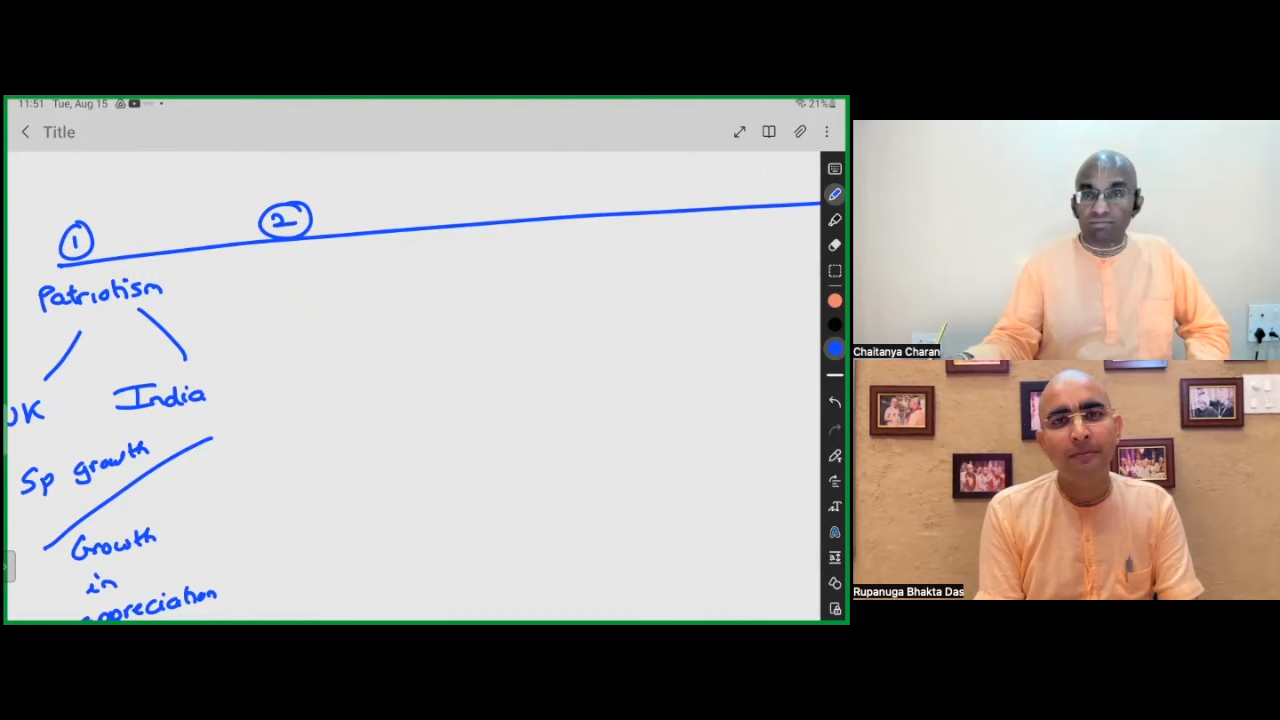 11:51 Tue, Aug 15
21%
Title
1
2
Patriotism
UK
India
Sp growth
Growth
in
appreciation
Chaitanya Charan
Rupanuga Bhakta Das